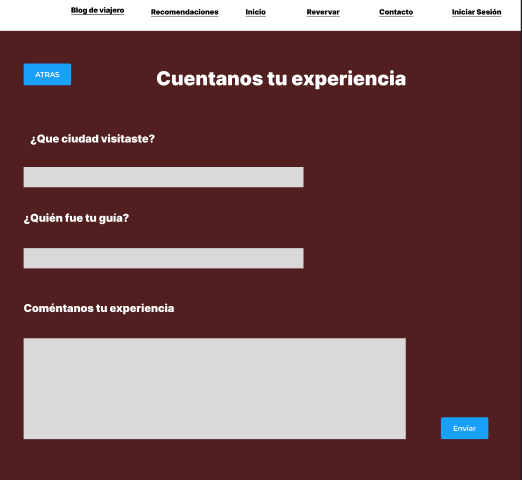 Blog de viajero Recomendaciones Inicio Revervar Contacto Iniciar Sesión
ATRAS
Cuentanos tu experiencia
¿Que ciudad visitaste?
¿Quién fue tu guía?
Coméntanos tu experiencia
Enviar